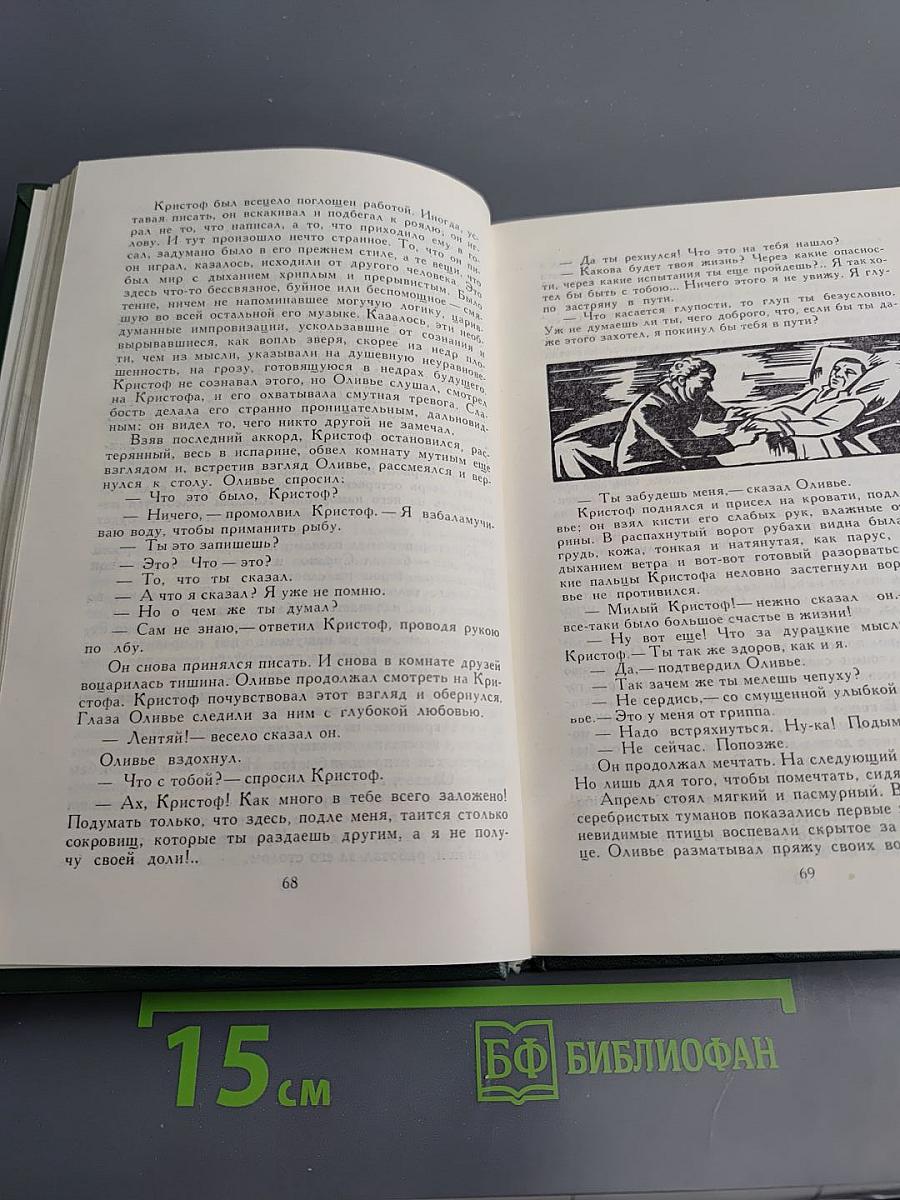 Кристоф был всецело поглощен работой. Иногда, ус-
тавая писать, он вскакивал и подбегал к роялю, он иг-
рал не то, что написал, а то, что приходило ему в го-
лову. И тут произошло нечто странное. То, что он пи-
сал, задумано было в его прежнем стиле, а те вещи, что
он играл, казалось, исходили от другого человека. Это
был мир с дыханием хриплым и прерывистым. Было
здесь что-то бессвязное, буйное или беспомощное — смя-
тение, ничем не напоминавшее могучую логику, царив-
шую во всей остальной его музыке. Казалось, эти необ-
думанные импровизации, ускользавшие от сознания и
вырывавшиеся, как вопль зверя, скорее из недр пло-
ти, чем из мысли, указывали на душевную неуравнове-
шенность, на грозу, готовящуюся в недрах будущего.
Кристоф не сознавал этого, но Оливье слушал, смотрел
на Кристофа, и его охватывала смутная тревога. Сла-
бость делала его странно проницательным, дальновид-
ным: он видел то, чего никто другой не замечал.
Взяв последний аккорд, Кристоф остановился, рас-
терянный, весь в испарине, обвел комнату мутным еще
взглядом и, встретив взгляд Оливье, рассмеялся и вер-
нулся к столу. Оливье спросил:
— Что это было, Кристоф?
— Ничего, — промолвил Кристоф. — Я взбаламучи-
ваю воду, чтобы приманить рыбу.
— Ты это запишешь?
— Это? Что — это?
— То, что ты сказал.
— А что я сказал? Я уже не помню.
— Но о чем же ты думал?
— Сам не знаю,— ответил Кристоф, проводя рукою
по лбу.
Он снова принялся писать. И снова в комнате друзей
воцарилась тишина. Оливье продолжал смотреть на Кри-
стофа. Кристоф почувствовал этот взгляд и обернулся.
Глаза Оливье следили за ним с глубокой любовью.
— Лентяй!— весело сказал он.
Оливье вздохнул.
— Что с тобой?— спросил Кристоф.
— Ах, Кристоф! Как много в тебе всего заложено!
Подумать только, что здесь, подле меня, таится столько
сокровищ, которые ты раздаешь другим, а я не полу-
чу своей доли!..
68
— Да ты рехнулся! Что это на тебя нашло?
— Какова будет твоя жизнь? Через какие опаснос-
ти, через какие испытания ты еще пройдешь?.. Я так хо-
тел бы быть с тобою... Ничего этого я не увижу. Я глу-
по застряну в пути.
— Что касается глупости, то глуп ты безусловно.
Уж не думаешь ли ты, чего доброго, что, если бы ты да-
же этого захотел, я покинул бы тебя в пути?
— Ты забудешь меня,— сказал Оливье.
Кристоф поднялся и присел на кровати, подл
вье; он взял кисти его слабых рук, влажные от
рины. В распахнутый ворот рубахи видна была
грудь, кожа, тонкая и натянутая, как парус,
дыханием ветра и вот-вот готовый разорватьс
кие пальцы Кристофа неловно застегнули вор
вье не противился.
— Милый Кристоф!— нежно сказал он.
все-таки было большое счастье в жизни!
— Ну вот еще! Что за дурацкие мысл
Кристоф.— Ты так же здоров, как и я.
— Да,— подтвердил Оливье.
— Так зачем же ты мелешь чепуху?
— Не сердись,— со смущенной улыбкой
вье.— Это у меня от гриппа.
— Надо встряхнуться. Ну-ка! Подым
— Не сейчас. Попозже.
Он продолжал мечтать. На следующий
Но лишь для того, чтобы помечтать, сидя
Апрель стоял мягкий и пасмурный. В
серебристых туманов показались первые
невидимые птицы воспевали скрытое за
це. Оливье разматывал пряжу своих во
69
15 см
БФ БИБЛИОФАН